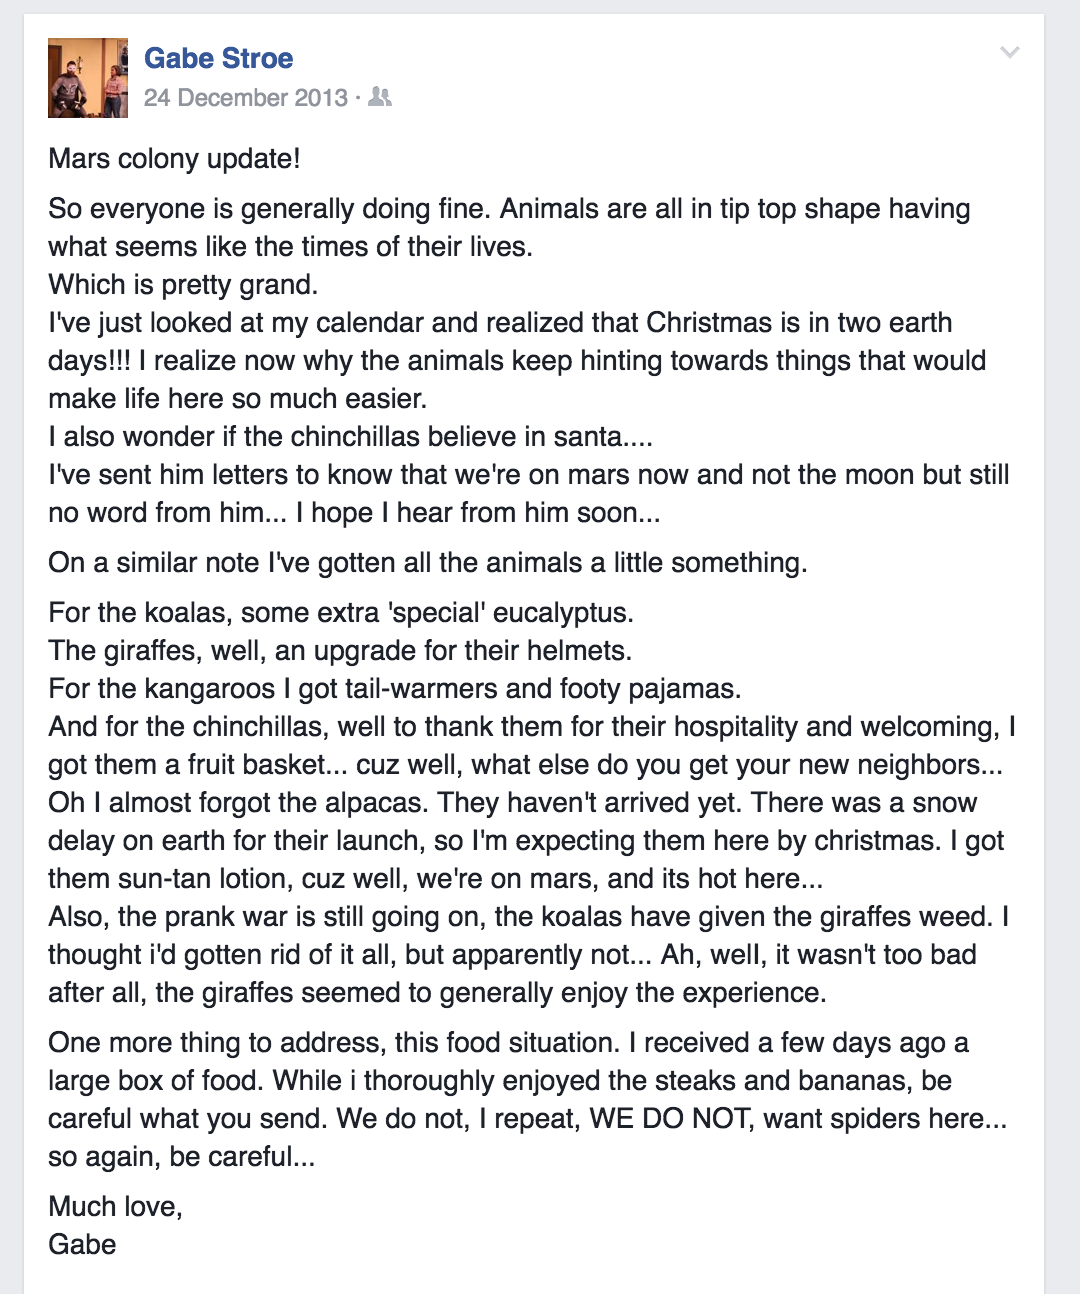 Gabe Stroe
24 December 2013 ·
Mars colony update!
So everyone is generally doing fine. Animals are all in tip top shape having
what seems like the times of their lives.
Which is pretty grand.
I've just looked at my calendar and realized that Christmas is in two earth
days!!! I realize now why the animals keep hinting towards things that would
make life here so much easier.
I also wonder if the chinchillas believe in santa....
I've sent him letters to know that we're on mars now and not the moon but still
no word from him... I hope I hear from him soon...
On a similar note I've gotten all the animals a little something.
For the koalas, some extra 'special' eucalyptus.
The giraffes, well, an upgrade for their helmets.
For the kangaroos I got tail-warmers and footy pajamas.
And for the chinchillas, well to thank them for their hospitality and welcoming, I
got them a fruit basket... cuz well, what else do you get your new neighbors...
Oh I almost forgot the alpacas. They haven't arrived yet. There was a snow
delay on earth for their launch, so I'm expecting them here by christmas. I got
them sun-tan lotion, cuz well, we're on mars, and its hot here...
Also, the prank war is still going on, the koalas have given the giraffes weed. I
thought i'd gotten rid of it all, but apparently not... Ah, well, it wasn't too bad
after all, the giraffes seemed to generally enjoy the experience.
One more thing to address, this food situation. I received a few days ago a
large box of food. While i thoroughly enjoyed the steaks and bananas, be
careful what you send. We do not, I repeat, WE DO NOT, want spiders here...
so again, be careful...
Much love,
Gabe